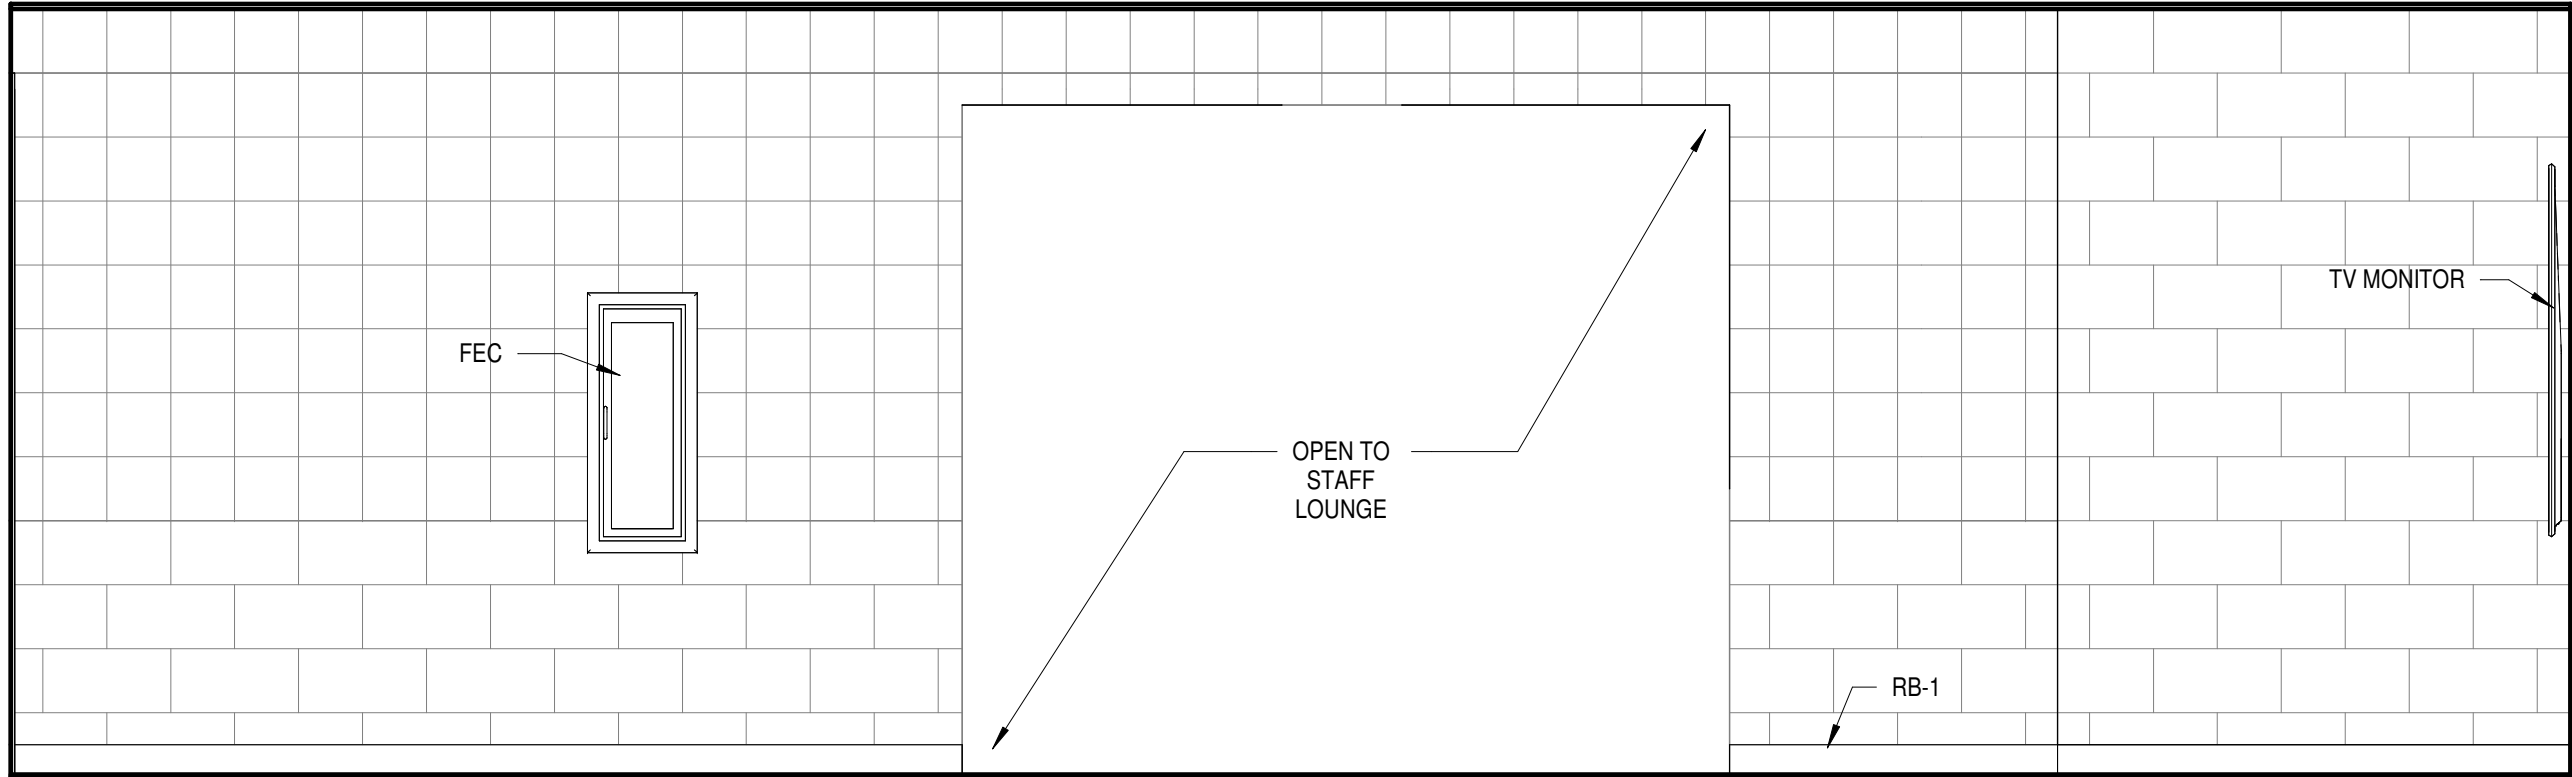 TV MONITOR
FEC
OPEN TO
STAFF
LOUNGE
RB-1